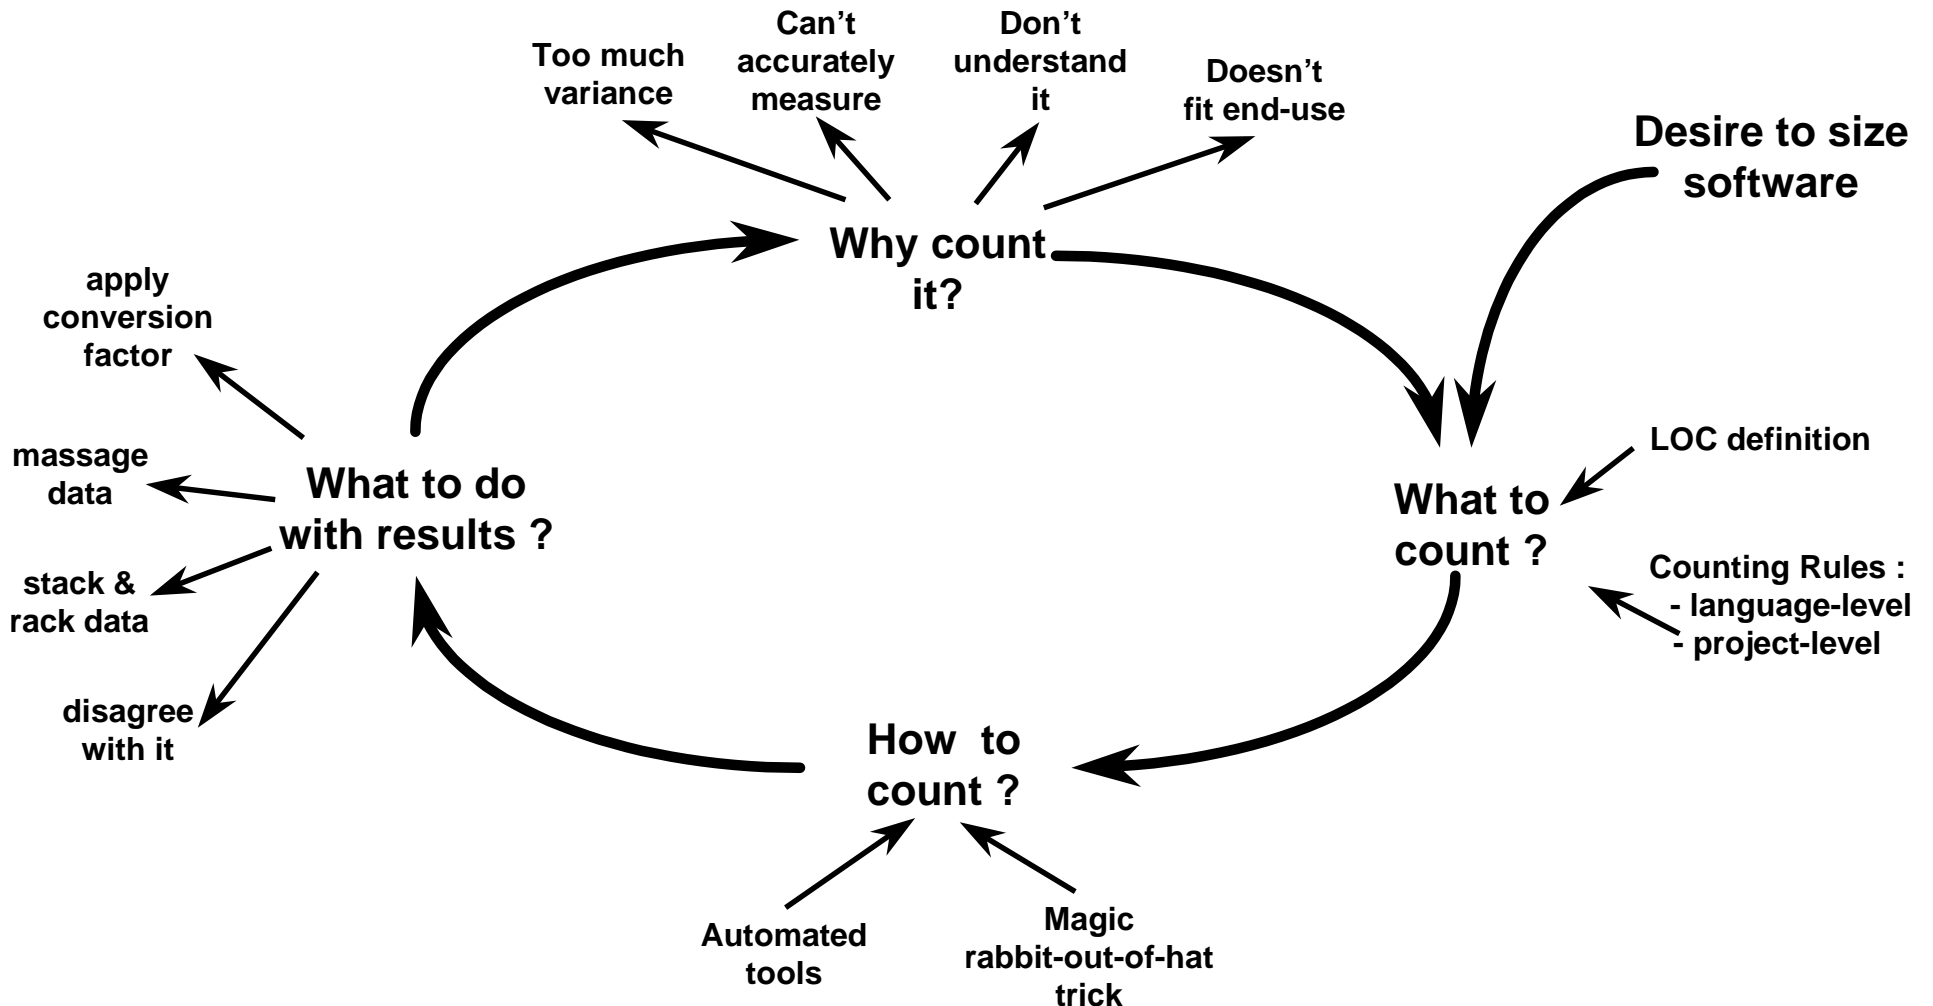 Too much
variance
Can’t
accurately
measure
Don’t
understand
it
Doesn’t
fit end-use
Desire to size
software
Why count
it?
apply
conversion
factor
massage
data
stack &
rack data
disagree
with it
What to do
with results ?
LOC definition
What to
count ?
Counting Rules :
- language-level
- project-level
How to
count ?
Automated
tools
Magic
rabbit-out-of-hat
trick